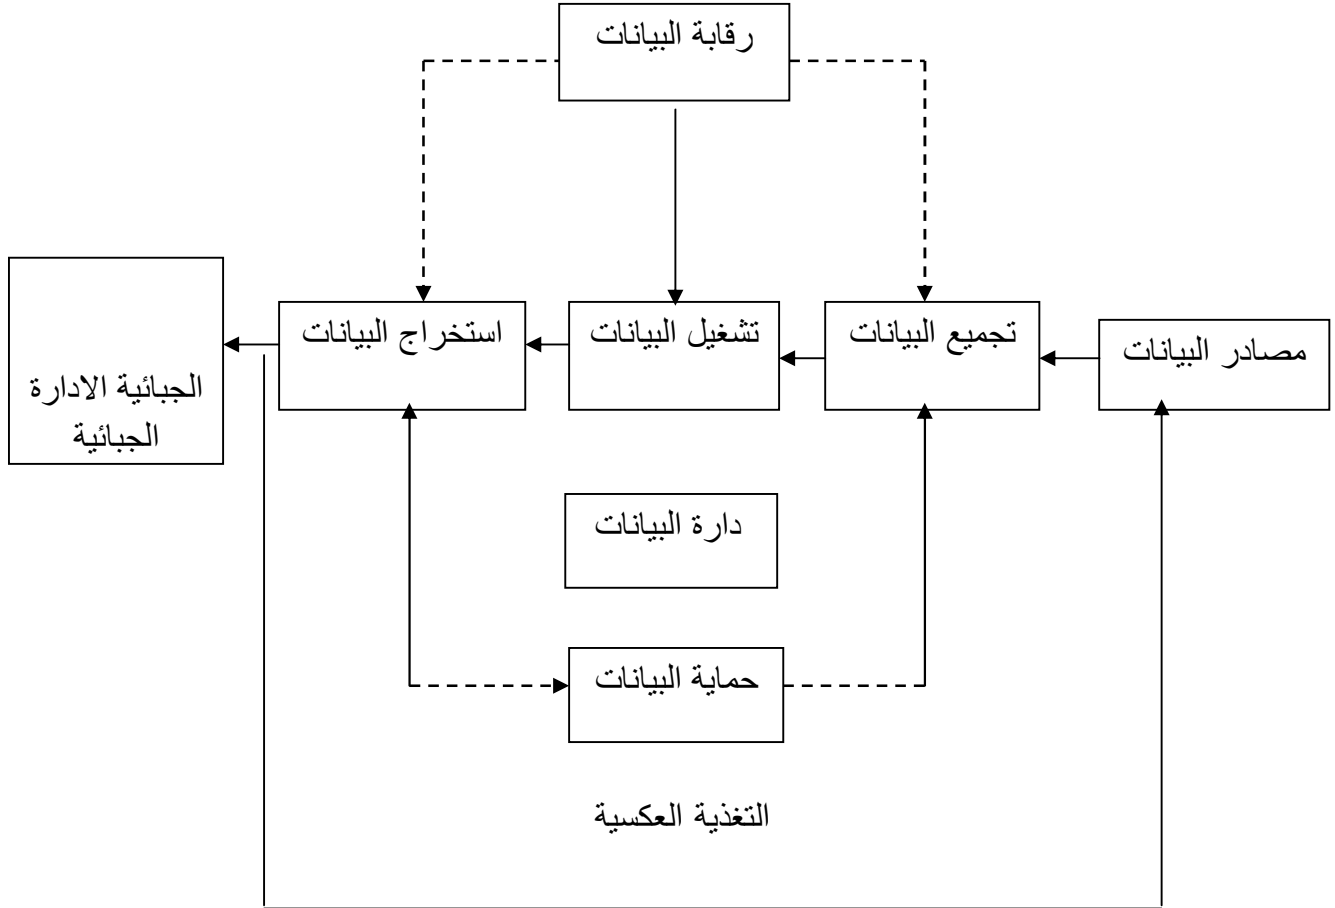 رقابة البيانات
مصادر البيانات
تجميع البيانات
تشغيل البيانات
استخراج البيانات
الجبائية الادارة
الجبائية
دارة البيانات
حماية البيانات
التغذية العكسية